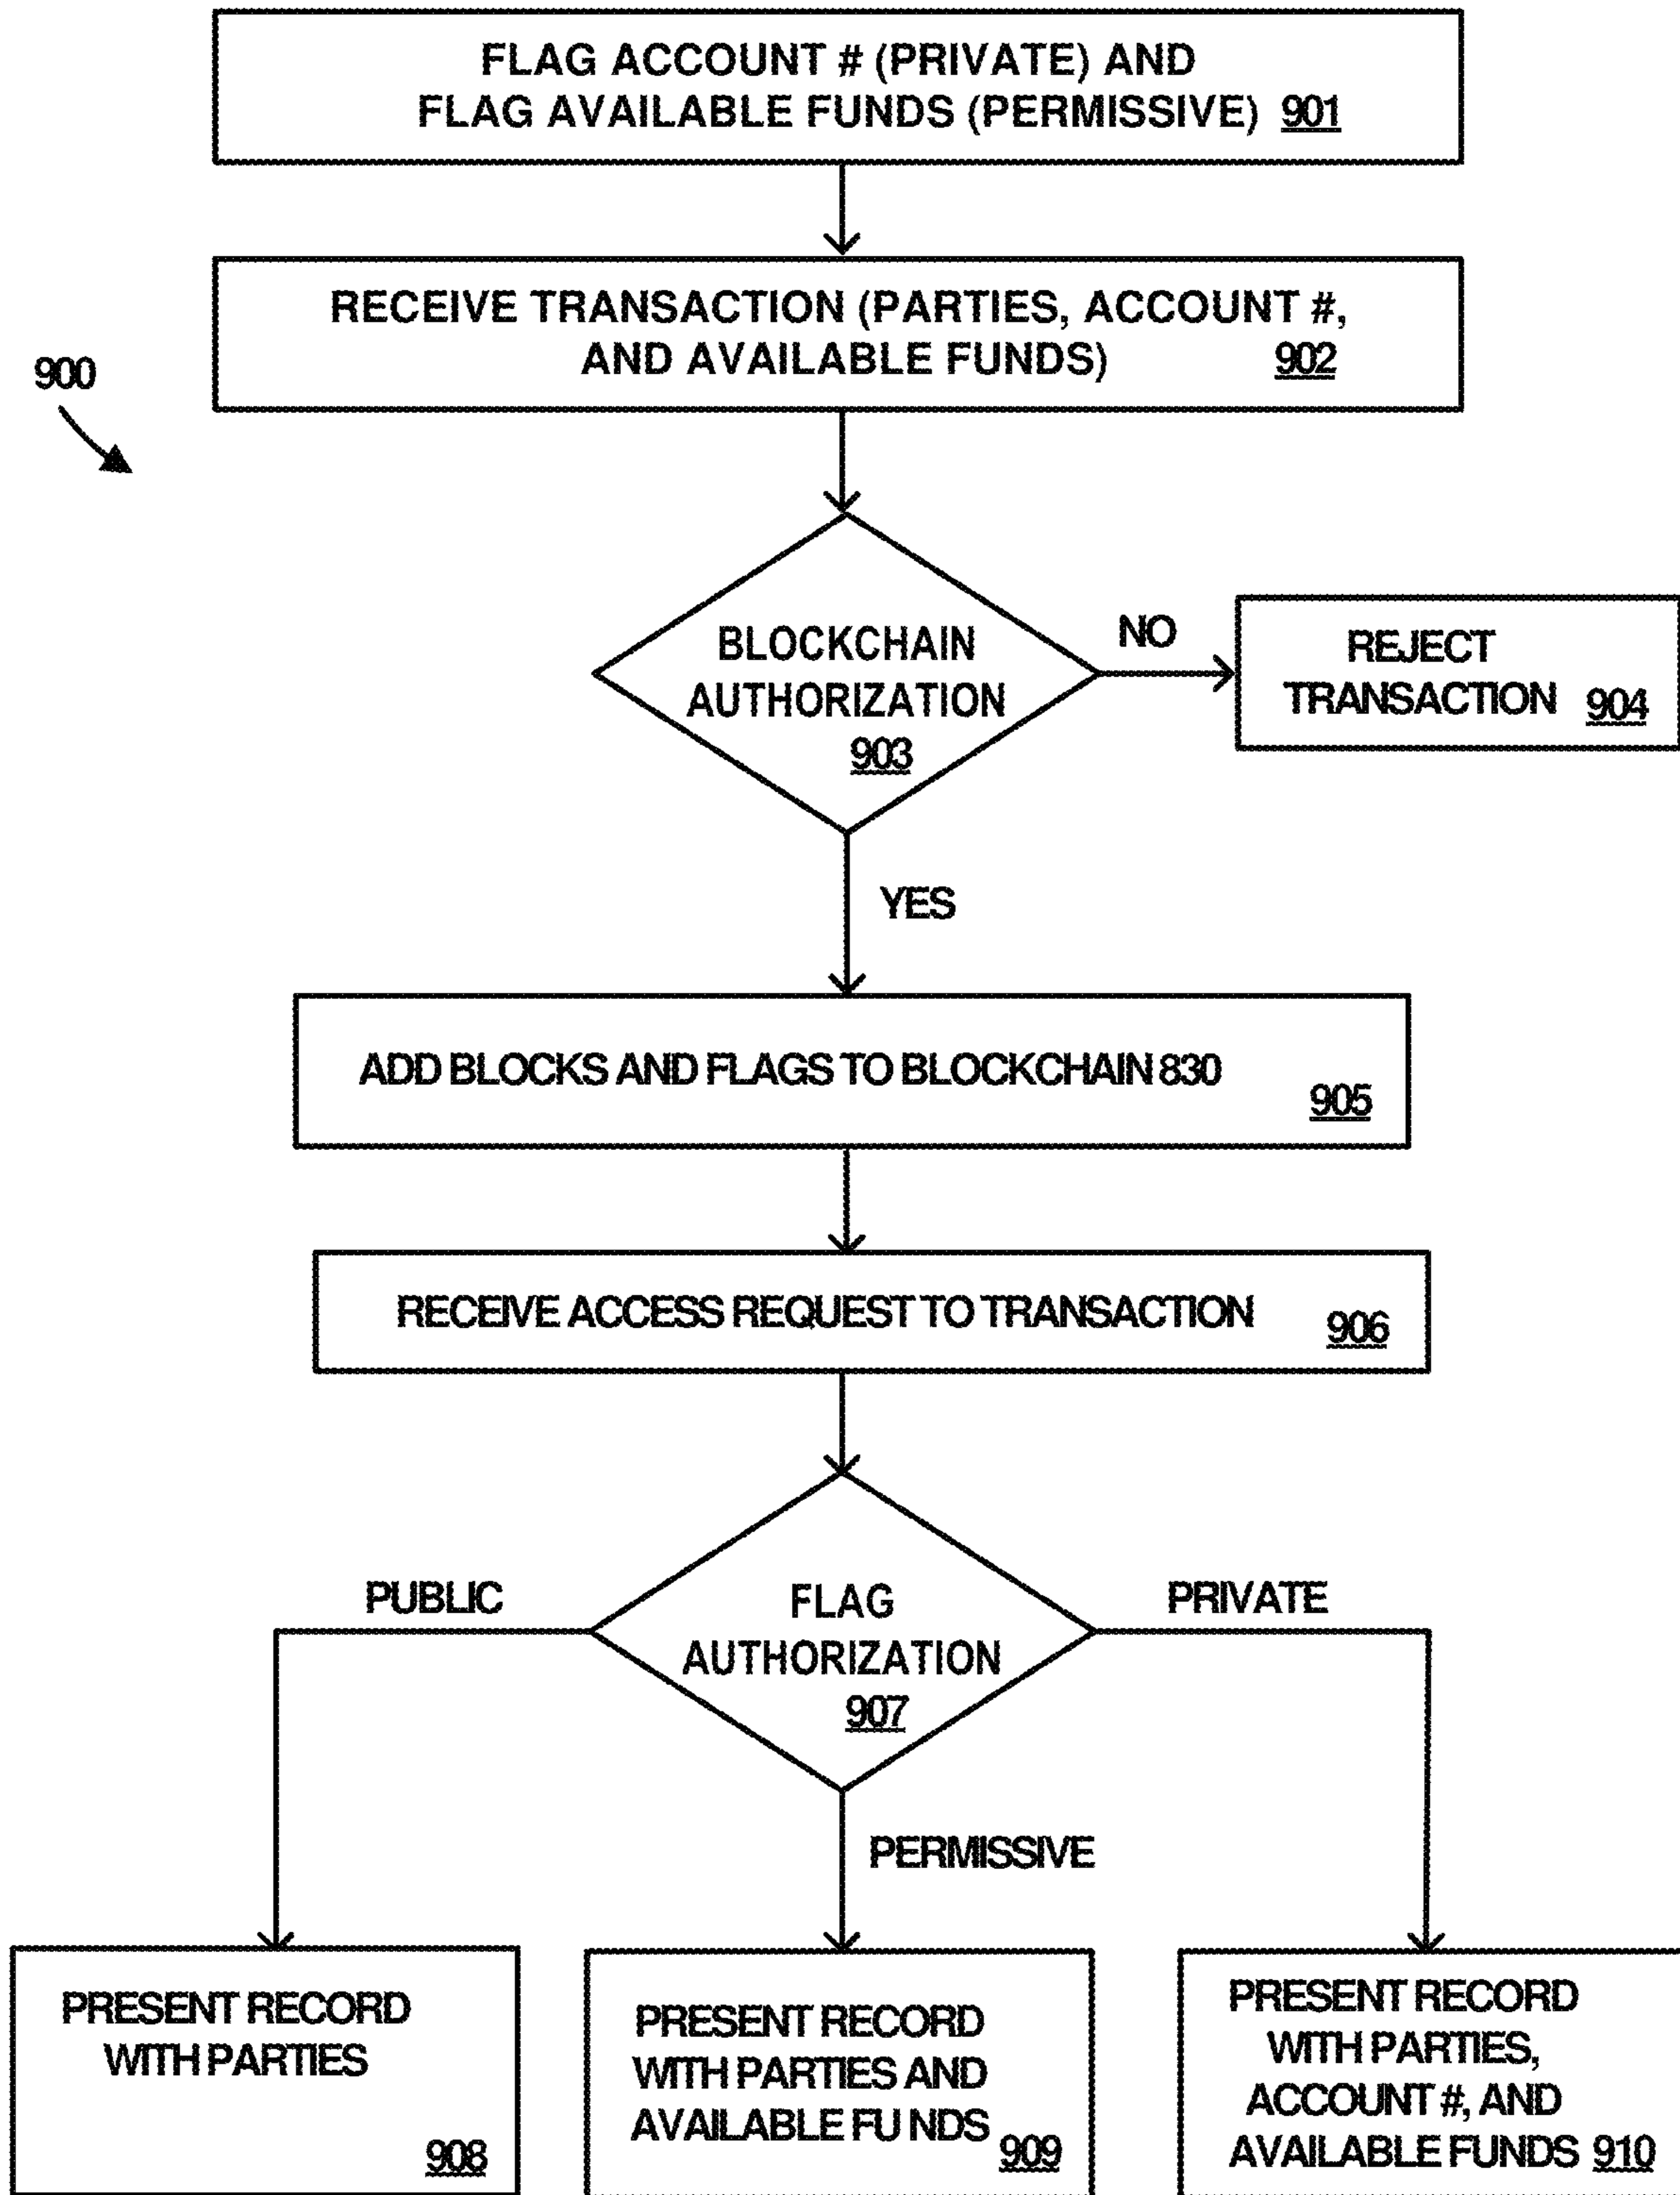 FLAG ACCOUNT # (PRIVATE) AND
FLAG AVAILABLE FUNDS (PERMISSIVE) 901
RECEIVE TRANSACTION (PARTIES, ACCOUNT #,
AND AVAILABLE FUNDS) 902
900
BLOCKCHAIN
AUTHORIZATION
903
NO
REJECT
TRANSACTION 904
YES
ADD BLOCKS AND FLAGS TO BLOCKCHAIN 830
905
RECEIVE ACCESS REQUEST TO TRANSACTION 906
PUBLIC
FLAG
AUTHORIZATION
907
PRIVATE
PERMISSIVE
PRESENT RECORD
WITH PARTIES
908
PRESENT RECORD
WITH PARTIES AND
AVAILABLE FU NDS 909
PRESENT RECORD
WITH PARTIES,
ACCOUNT #, AND
AVAILABLE FUNDS 910